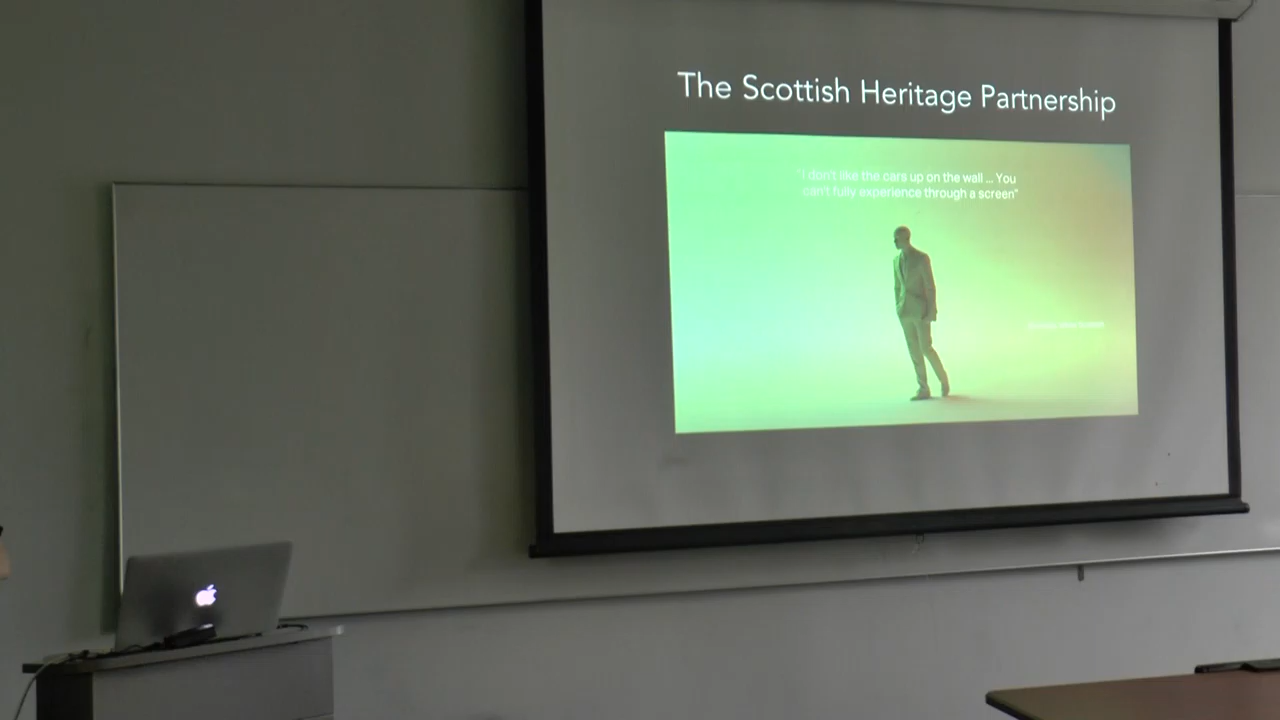 The Scottish Heritage Partnership
"I don't like the cars up on the wall ... You
can't fully experience through a screen"